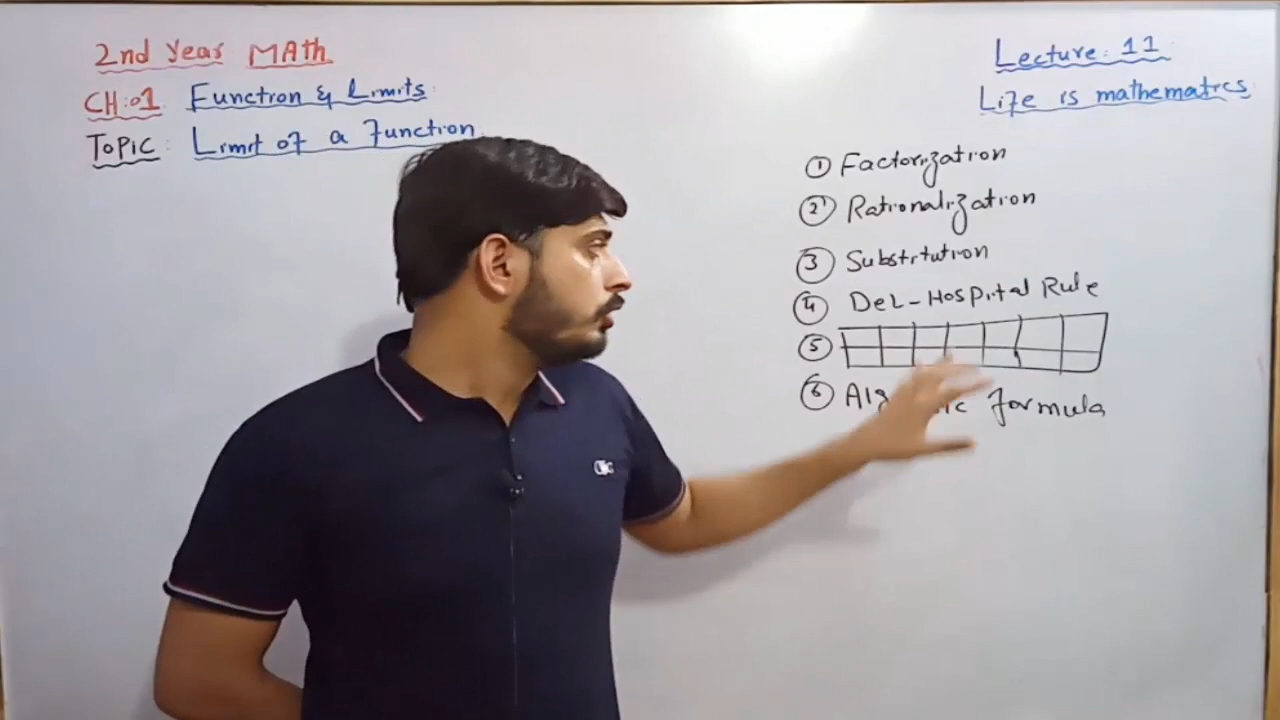 2nd Year MAth
CH:01 Function & Limits
Topic: Limit of a function
Lecture: 11
Life is mathematics
① Factorization
② Rationalization
③ Substitution
④ Del-Hospital Rule
⑤
⑥ formula